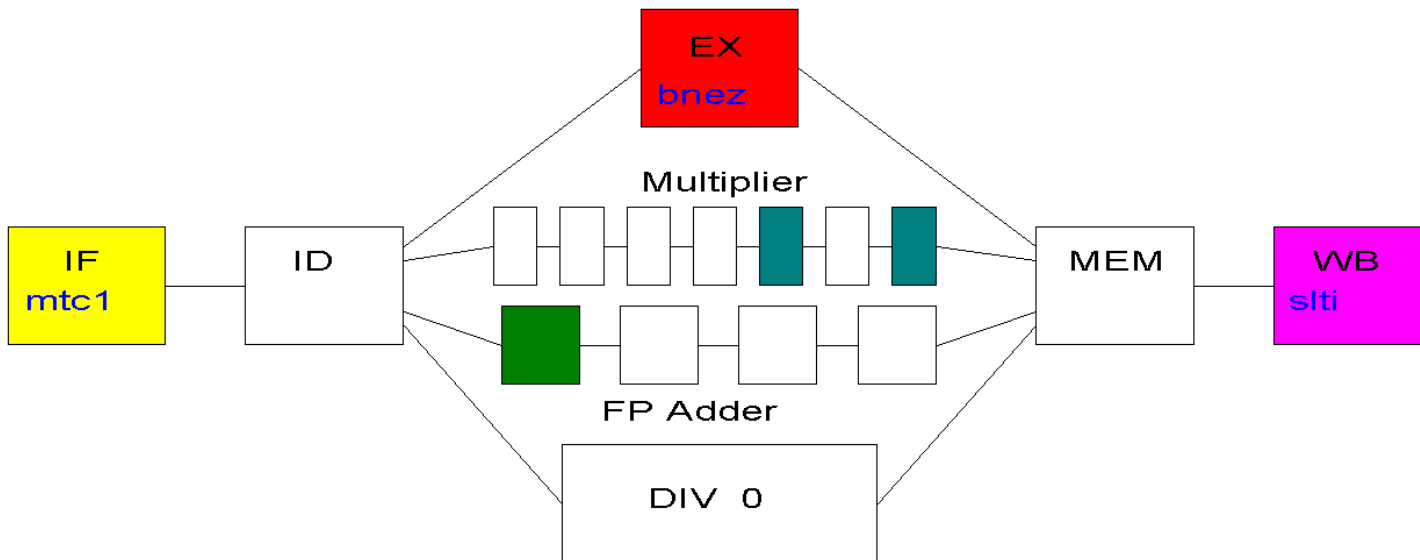 EX
bnez
Multiplier
IF
mtc1
ID
MEM
WB
slti
FP Adder
DIV 0